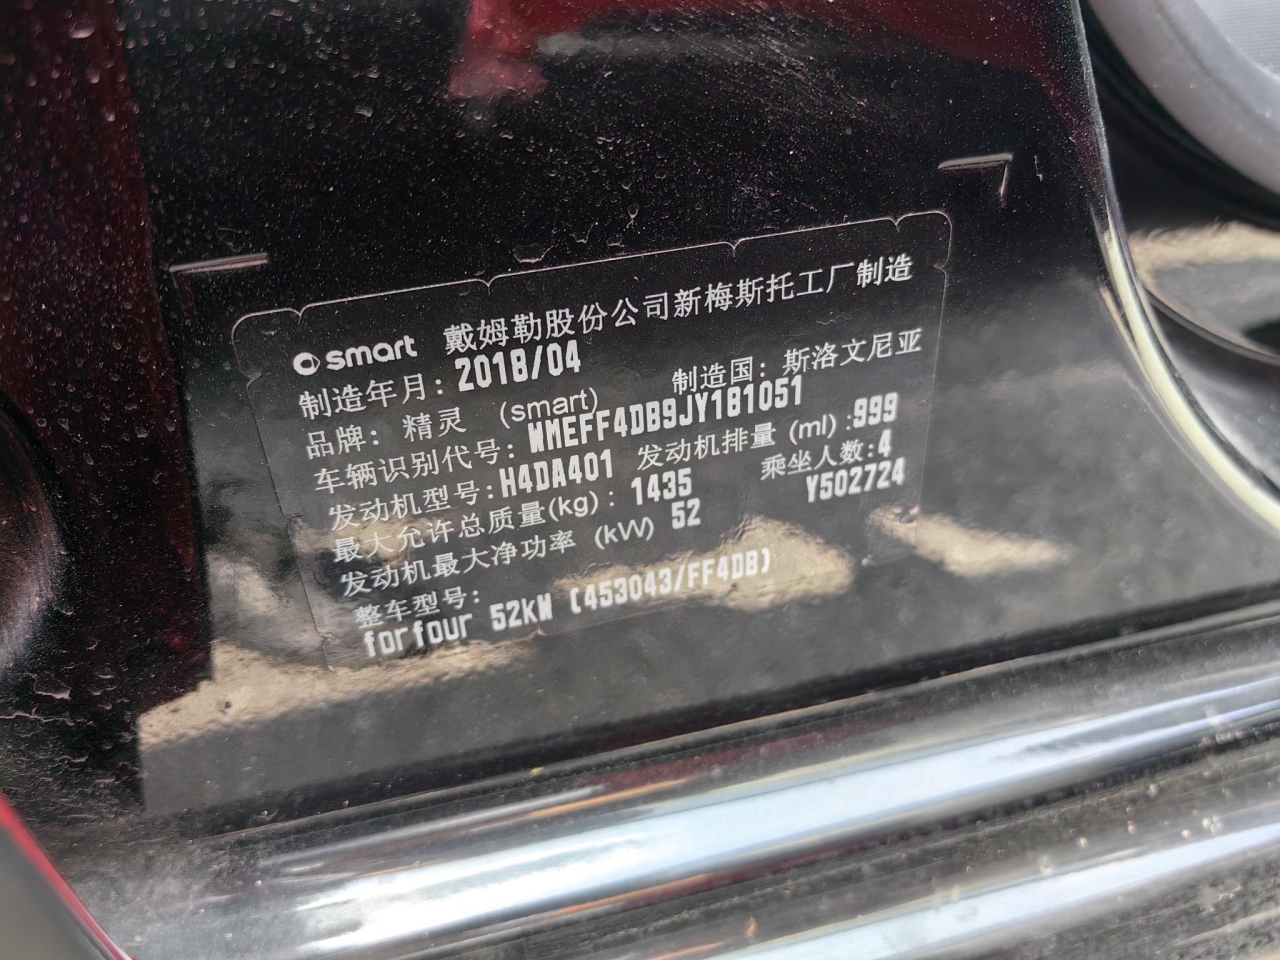 smart 戴姆勒股份公司新梅斯托工厂制造
制造年月: 2018/04
品牌: 精灵 (smart) 制造国: 斯洛文尼亚
车辆识别代号: WMEFF4DB9JY181051
发动机型号: H4DA401 发动机排量 (ml) :999
最大允许总质量(kg) : 1435 乘坐人数:4
发动机最大净功率 (kW) 52 Y502724
整车型号:
forfour 52kW (453043/FF4DB)